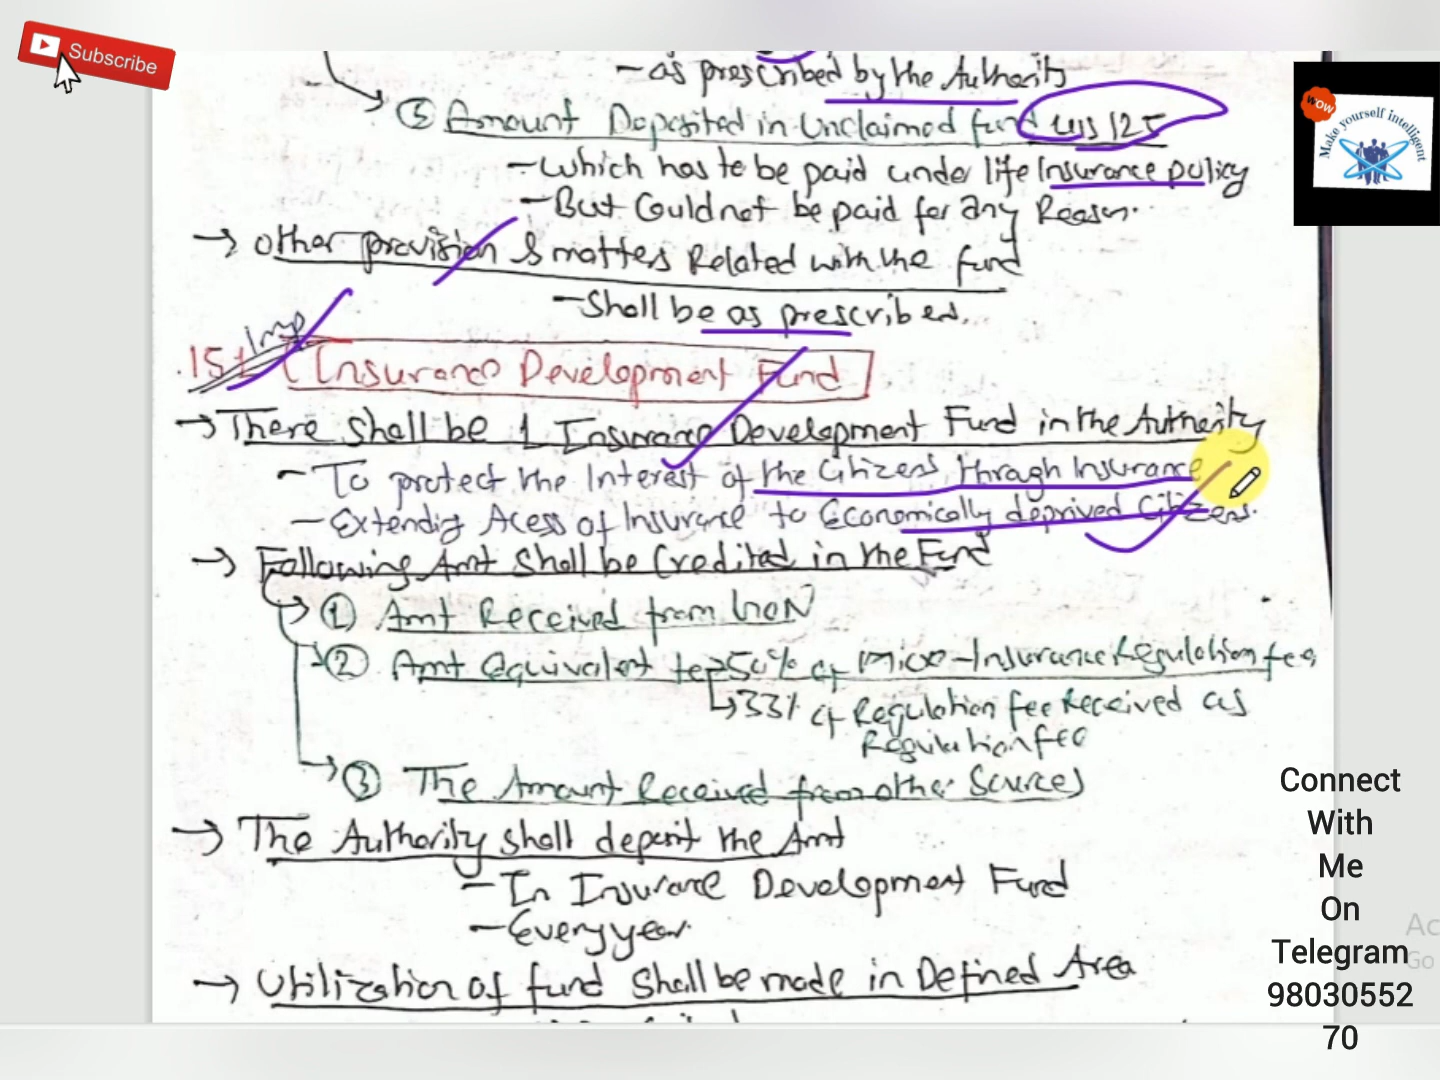 Subscribe
- as prescribed by the Authority
⑤ Amount Deposited in Unclaimed fund u/s 125
- Which has to be paid under life Insurance policy
- But Could not be paid for any Reason.
→ Other provision & matters Related with the fund
- Shall be as prescribed.
Imp
Insurance Development Fund
→ There shall be 1 Insurance Development Fund in the Authority
- To protect the Interest of the Citizens through Insurance
- Extending Acess of Insurance to Economically deprived Citizens.
→ Following Amt Shall be Credited in the Fund
→ ① Amt Received from GoN
→ ② Amt equivalent to → 50% of Micro-Insurance Regulation fee
↳ 33% of Regulation fee Received as
Regulation fee
→ ③ The Amount Received from other Sources
→ The Authority shall deposit the Amt
- In Insurance Development Fund
- Every year.
→ Utilization of fund Shall be made in Defined Area
WOW
Make yourself intelligent
Connect
With
Me
On
Telegram
98030552
70
Ac
Go